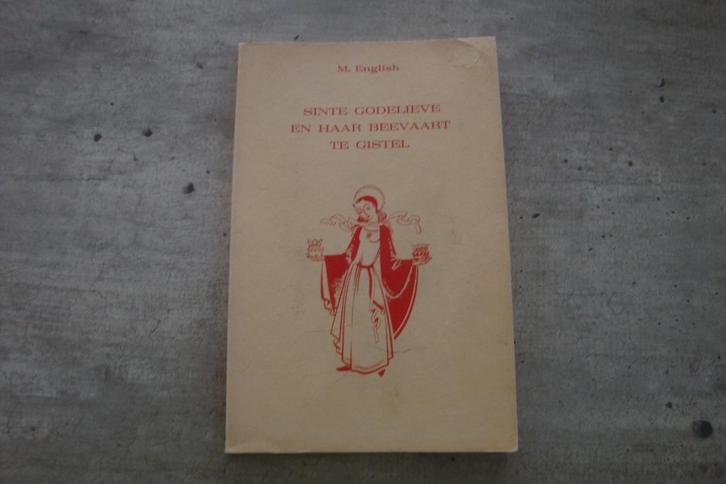 M. English
SINTE GODELIEVE
EN HAAR BEEVAART
TE GISTEL